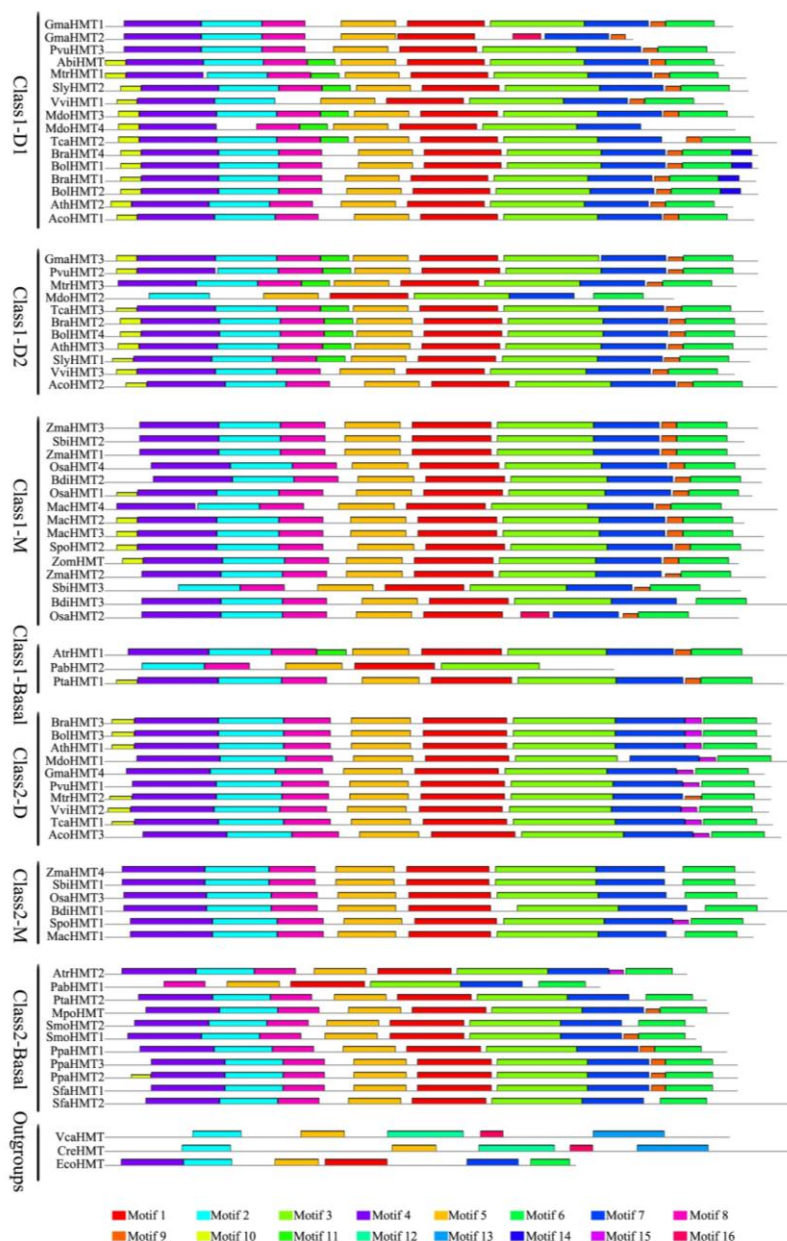 Class1-D1
GmaHMT1
GmaHMT2
PvuHMT3
AbiHMT
MtrHMT1
SlyHMT2
VviHMT1
MdoHMT3
MdoHMT4
TcaHMT2
BraHMT4
BolHMT1
BraHMT1
BolHMT2
AthHMT2
AcoHMT1
Class1-D2
GmaHMT3
PvuHMT2
MtrHMT3
MdoHMT2
TcaHMT3
BraHMT2
BolHMT4
AthHMT3
SlyHMT1
VviHMT3
AcoHMT2
Class1-M
ZmaHMT3
SbiHMT2
ZmaHMT1
OsaHMT4
BdiHMT2
OsaHMT1
MacHMT4
MacHMT2
MacHMT3
SpoHMT2
ZomHMT
ZmaHMT2
SbiHMT3
BdiHMT3
OsaHMT2
Class1-Basal
AtrHMT1
PabHMT2
PtaHMT1
Class2-D
BraHMT3
BolHMT3
AthHMT1
MdoHMT1
GmaHMT4
PvuHMT1
MtrHMT2
VviHMT2
TcaHMT1
AcoHMT3
Class2-M
ZmaHMT4
SbiHMT1
OsaHMT3
BdiHMT1
SpoHMT1
MacHMT1
Class2-Basal
AtrHMT2
PabHMT1
PtaHMT2
MpoHMT
SmoHMT2
SmoHMT1
PpaHMT1
PpaHMT3
PpaHMT2
SfaHMT1
SfaHMT2
Outgroups
VcaHMT
CreHMT
EcoHMT
Motif 1 Motif 2 Motif 3 Motif 4 Motif 5 Motif 6 Motif 7 Motif 8
Motif 9 Motif 10 Motif 11 Motif 12 Motif 13 Motif 14 Motif 15 Motif 16